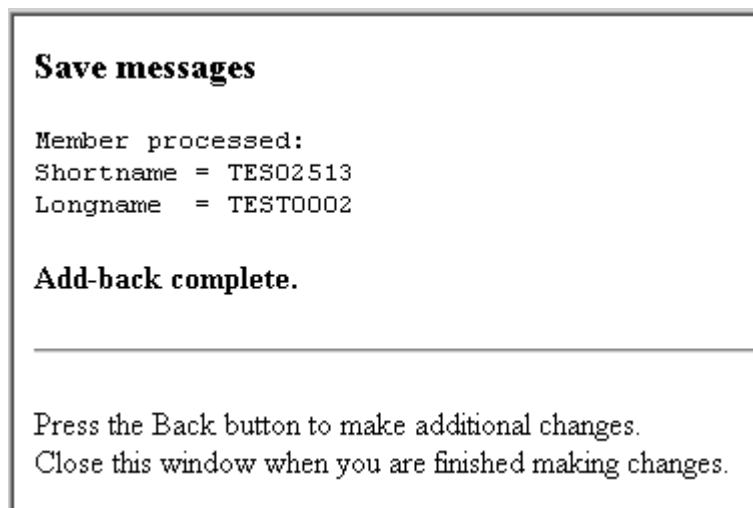 Save messages
Member processed:
Shortname = TES02513
Longname  = TEST0002
Add-back complete.
Press the Back button to make additional changes.
Close this window when you are finished making changes.